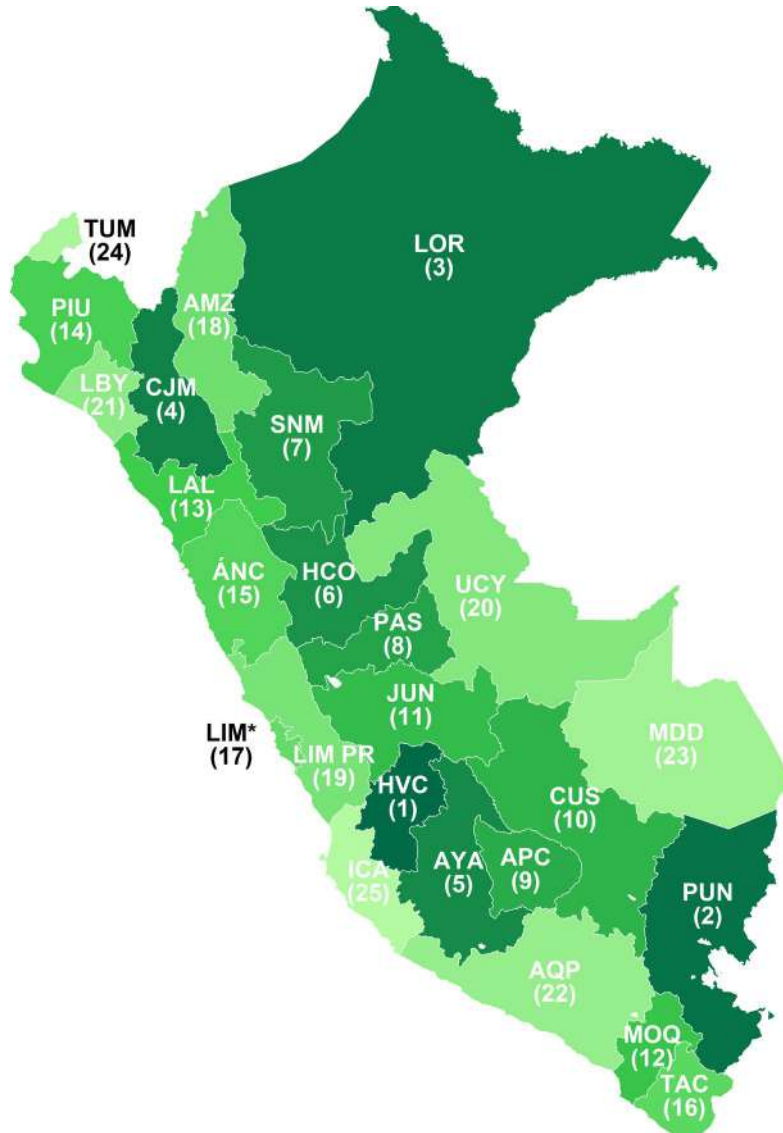 TUM
(24)
LOR
(3)
PIU
(14)
AMZ
(18)
LBY
(21)
CJM
(4)
SNM
(7)
LAL
(13)
ÁNC
(15)
HCO
(6)
UCY
(20)
PAS
(8)
JUN
(11)
LIM*
(17)
LIM PR
(19)
MDD
(23)
HVC
(1)
CUS
(10)
AYA
(5)
APC
(9)
ICA
(25)
PUN
(2)
AQP
(22)
MOQ
(12)
TAC
(16)